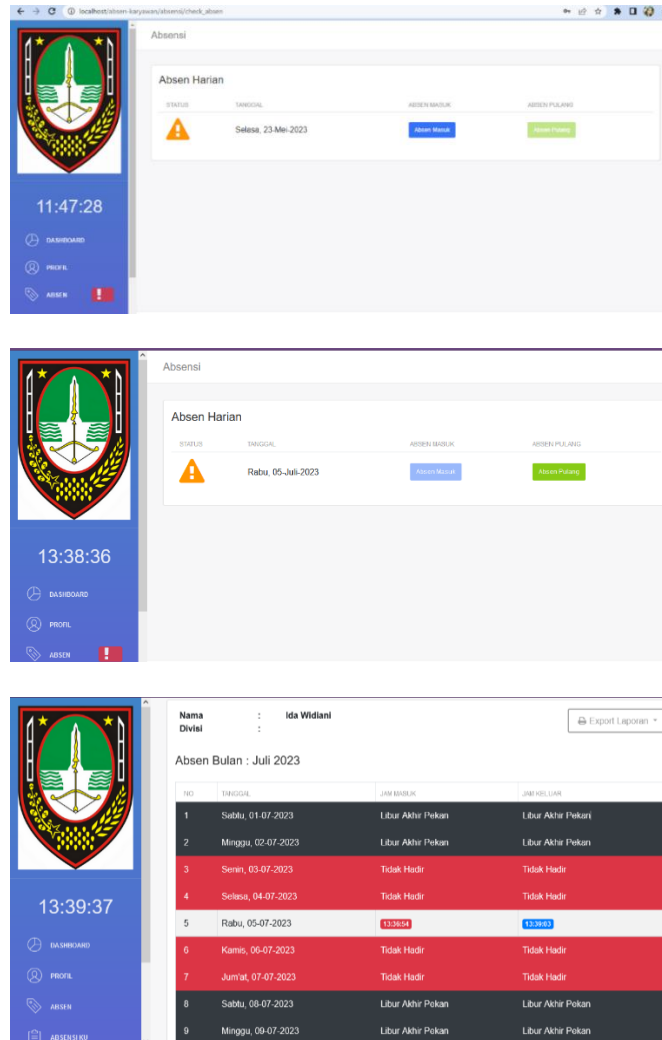 localhost/absen-karyawan/absensi/check_absen
Absensi
Absen Harian
STATUS TANGGAL ABSEN MASUK ABSEN PULANG
Selasa, 23-Mei-2023 Absen Masuk Absen Pulang
11:47:28
DASHBOARD
PROFIL
ABSEN
Absensi
Absen Harian
STATUS TANGGAL ABSEN MASUK ABSEN PULANG
Rabu, 05-Juli-2023 Absen Masuk Absen Pulang
13:38:36
DASHBOARD
PROFIL
ABSEN
Nama : Ida Widiani
Divisi :
Export Laporan
Absen Bulan : Juli 2023
NO TANGGAL JAM MASUK JAM KELUAR
1 Sabtu, 01-07-2023 Libur Akhir Pekan Libur Akhir Pekan
2 Minggu, 02-07-2023 Libur Akhir Pekan Libur Akhir Pekan
3 Senin, 03-07-2023 Tidak Hadir Tidak Hadir
4 Selasa, 04-07-2023 Tidak Hadir Tidak Hadir
5 Rabu, 05-07-2023 13:36:54 13:39:03
6 Kamis, 06-07-2023 Tidak Hadir Tidak Hadir
7 Jum'at, 07-07-2023 Tidak Hadir Tidak Hadir
8 Sabtu, 08-07-2023 Libur Akhir Pekan Libur Akhir Pekan
9 Minggu, 09-07-2023 Libur Akhir Pekan Libur Akhir Pekan
13:39:37
DASHBOARD
PROFIL
ABSEN
ABSENSI KU